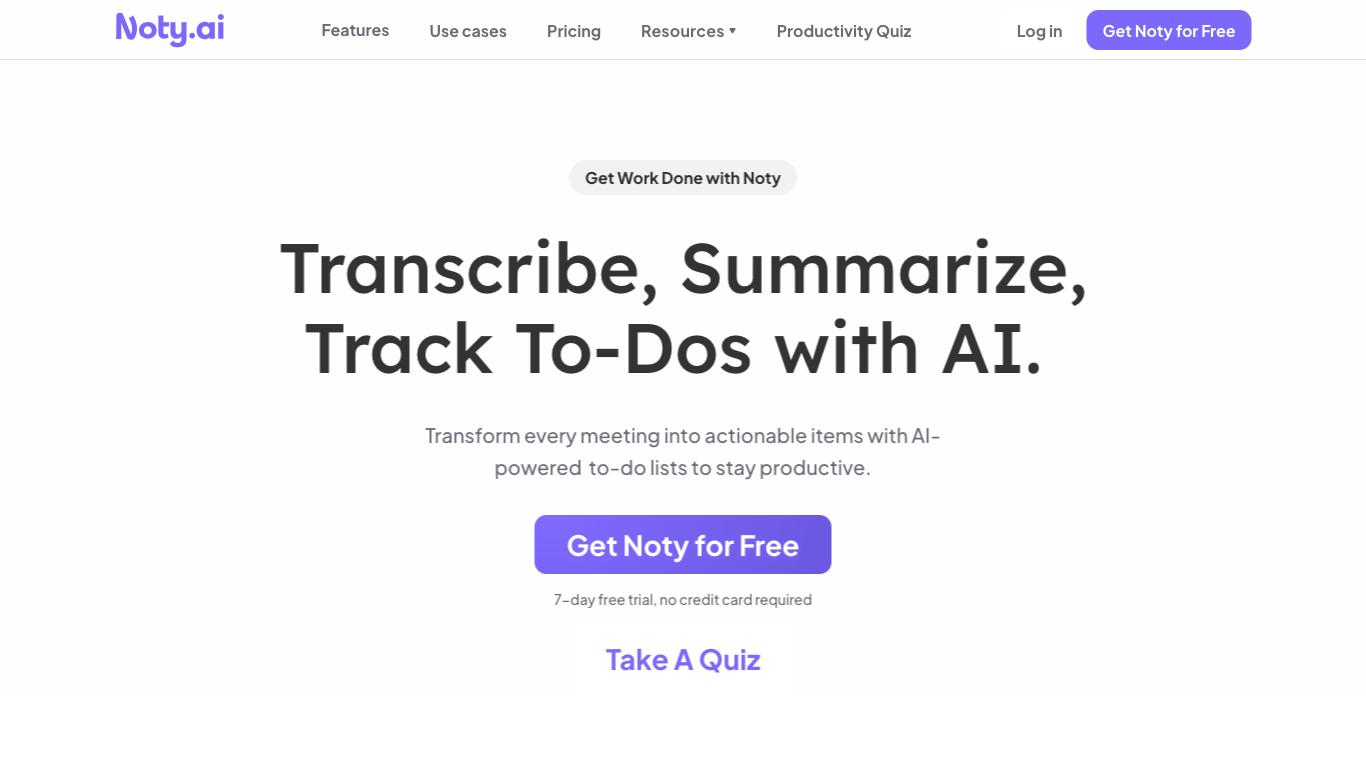 Noty.ai
Features
Use cases
Pricing
Resources
Productivity Quiz
Log in
Get Noty for Free
Get Work Done with Noty
Transcribe, Summarize,
Track To-Dos with AI.
Transform every meeting into actionable items with AI-
powered to-do lists to stay productive.
Get Noty for Free
7-day free trial, no credit card required
Take A Quiz